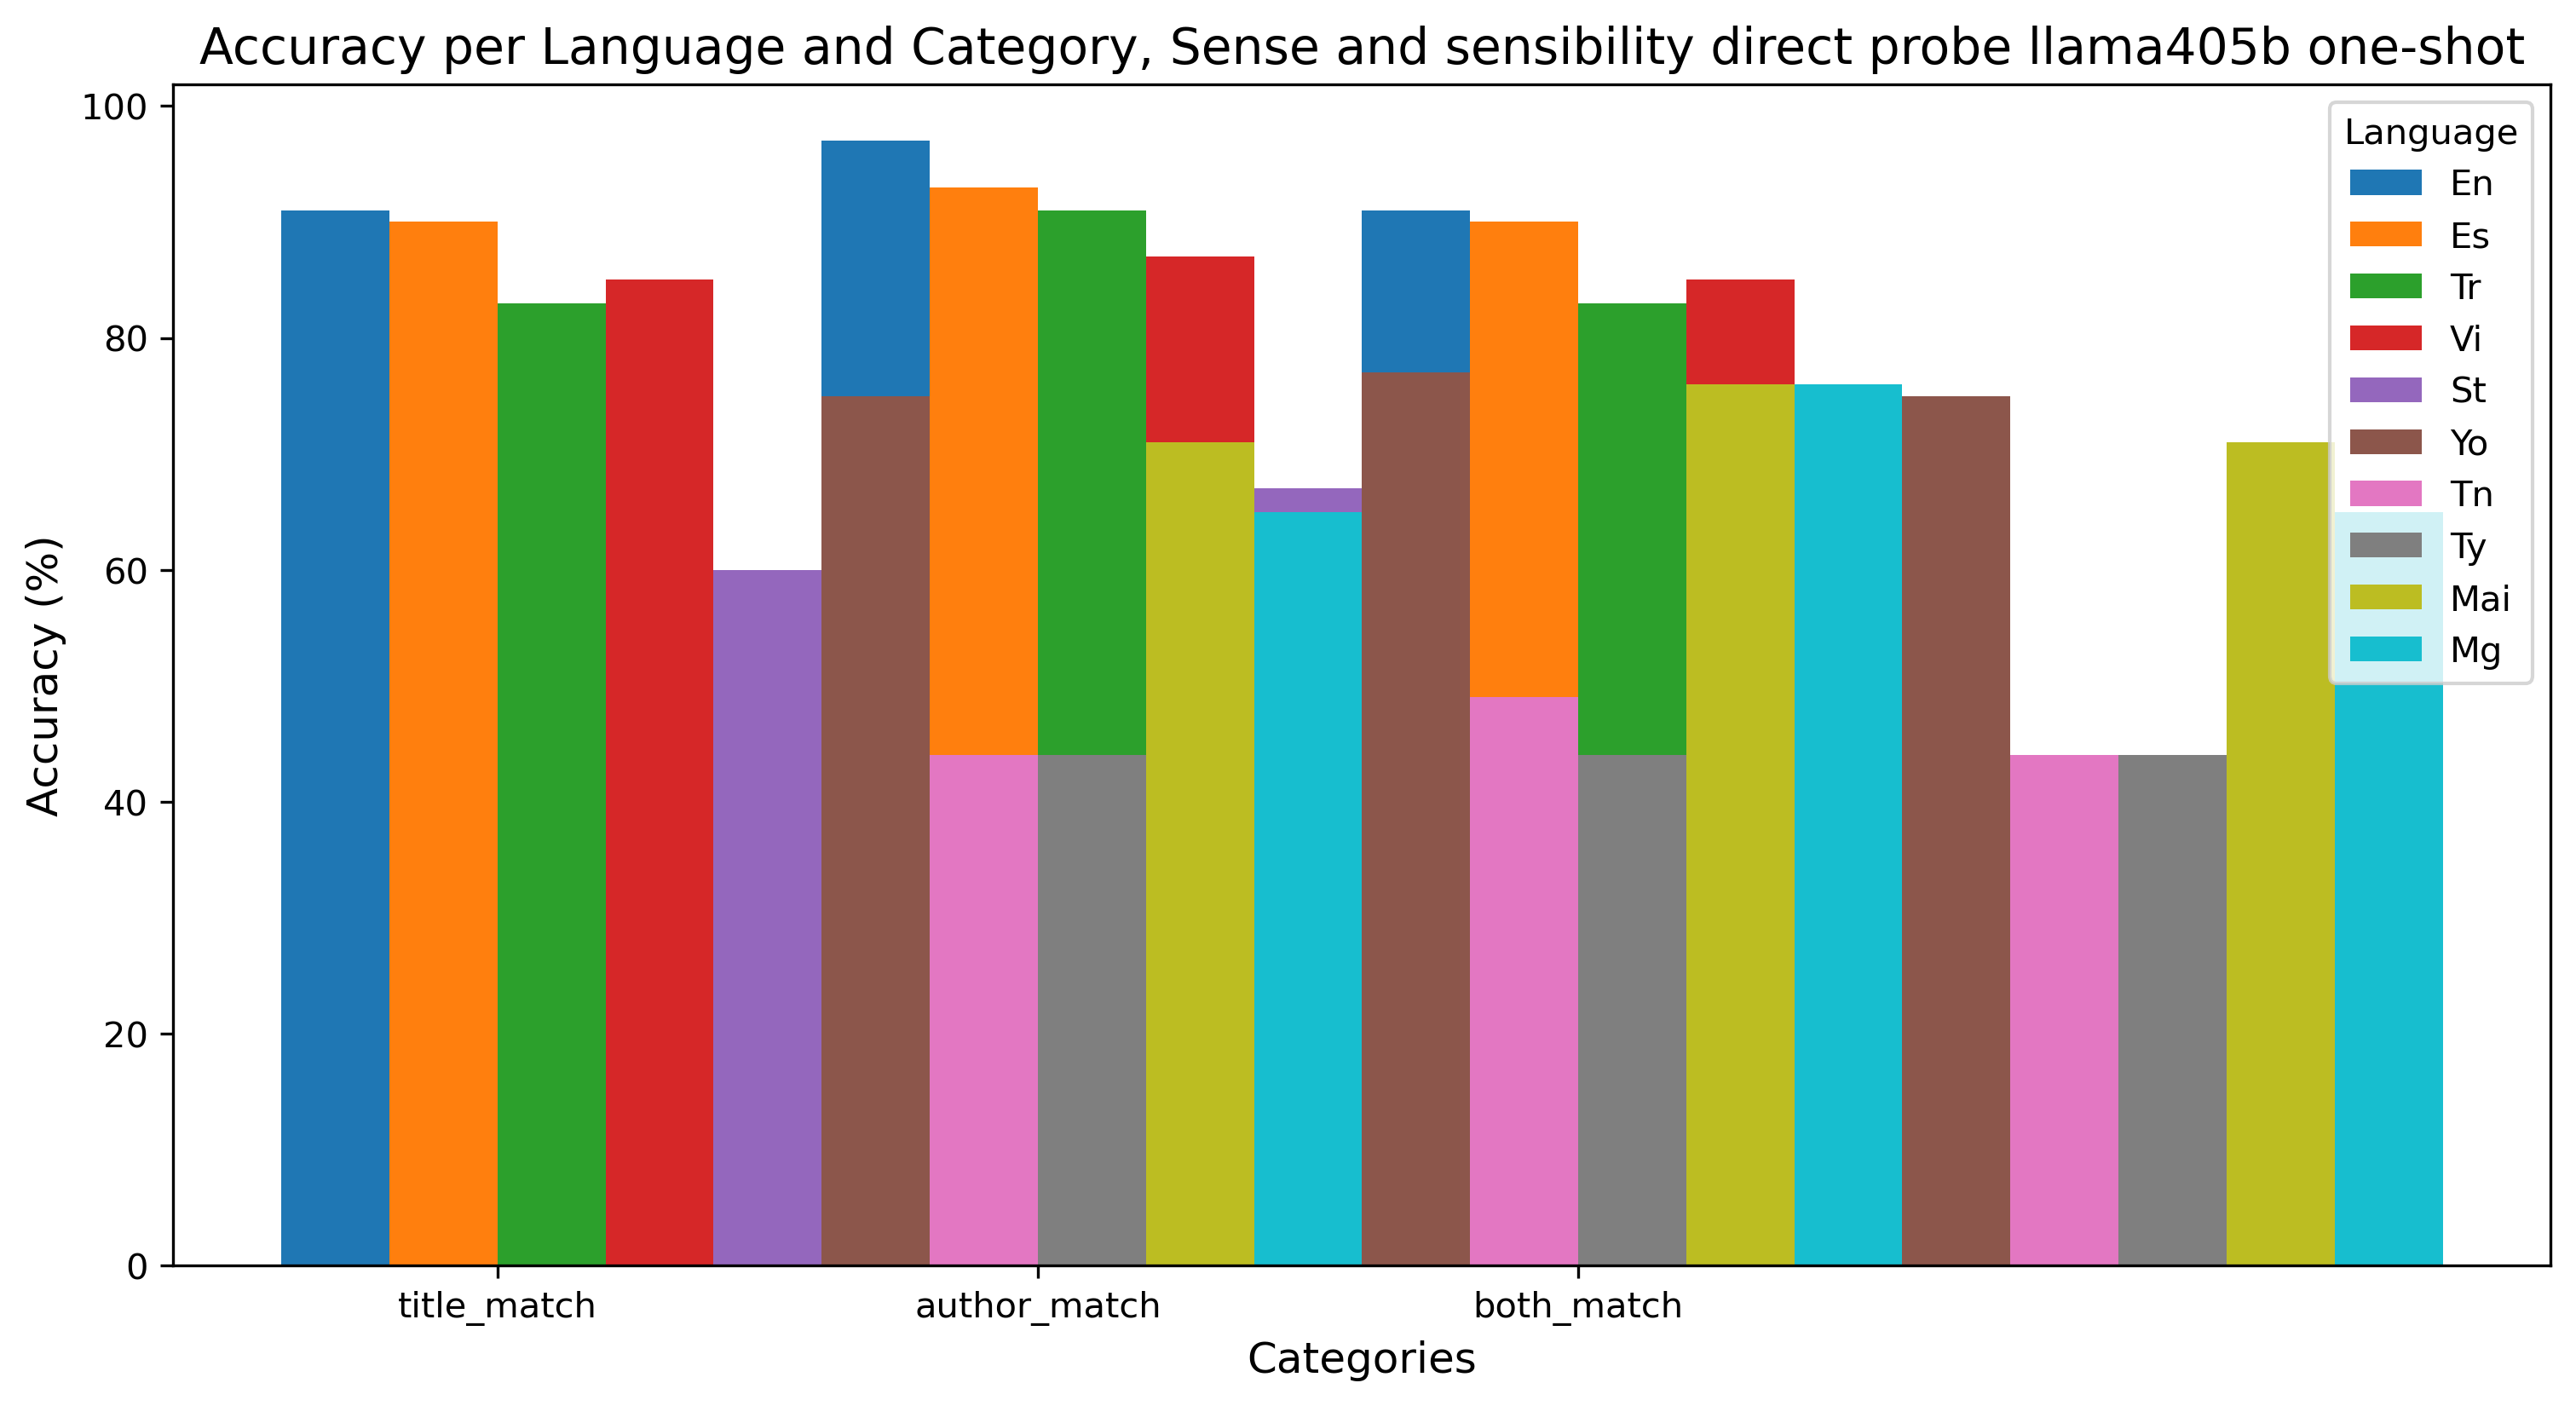 Accuracy per Language and Category, Sense and sensibility direct probe llama405b one-shot
Accuracy (%)
100
80
60
40
20
0
Language
En
Es
Tr
Vi
St
Yo
Tn
Ty
Mai
Mg
title_match
author_match
both_match
Categories